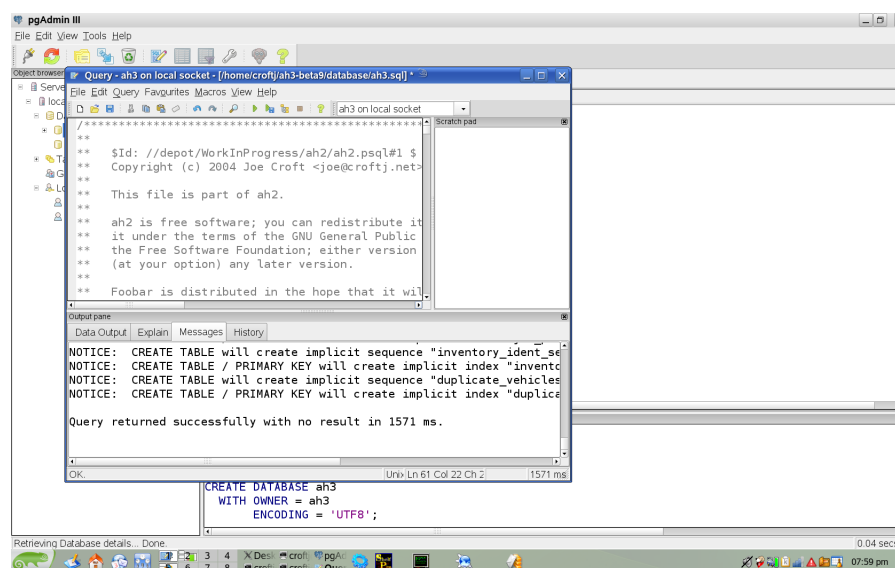 pgAdmin III
File Edit View Tools Help
Object browser
Query - ah3 on local socket - [/home/croftj/ah3-beta9/database/ah3.sql] *
File Edit Query Favourites Macros View Help
ah3 on local socket
Scratch pad
**
** $Id: //depot/WorkInProgress/ah2/ah2.psql#1 $
** Copyright (c) 2004 Joe Croft <joe@croftj.net>
**
** This file is part of ah2.
**
** ah2 is free software; you can redistribute it
** it under the terms of the GNU General Public
** the Free Software Foundation; either version
** (at your option) any later version.
**
** Foobar is distributed in the hope that it wil
Output pane
Data Output Explain Messages History
NOTICE: CREATE TABLE will create implicit sequence "inventory_ident_se
NOTICE: CREATE TABLE / PRIMARY KEY will create implicit index "invento
NOTICE: CREATE TABLE will create implicit sequence "duplicate_vehicles
NOTICE: CREATE TABLE / PRIMARY KEY will create implicit index "duplica
Query returned successfully with no result in 1571 ms.
OK.
Ln 61 Col 22 Ch 2
1571 ms
CREATE DATABASE ah3
WITH OWNER = ah3
ENCODING = 'UTF8';
Retrieving Database details... Done.
0.04 secs
2 3 4
6 7 8
07:59 pm